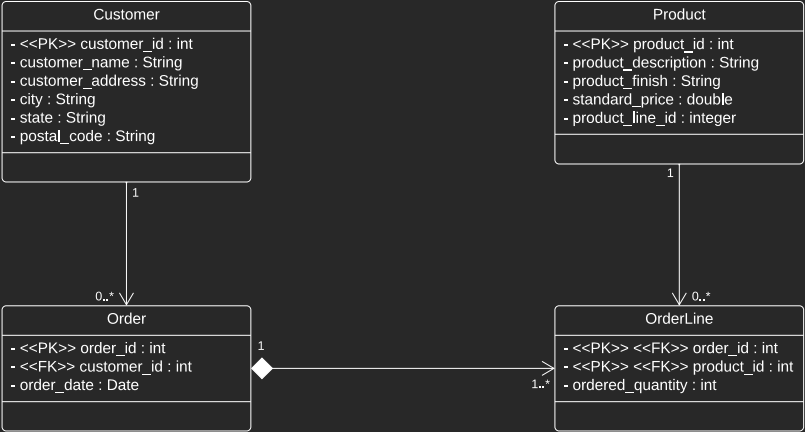 Customer
- <<PK>> customer_id : int
- customer_name : String
- customer_address : String
- city : String
- state : String
- postal_code : String
1
0..*
Product
- <<PK>> product_id : int
- product_description : String
- product_finish : String
- standard_price : double
- product_line_id : integer
1
0..*
Order
- <<PK>> order_id : int
- <<FK>> customer_id : int
- order_date : Date
1
1..*
OrderLine
- <<PK>> <<FK>> order_id : int
- <<PK>> <<FK>> product_id : int
- ordered_quantity : int